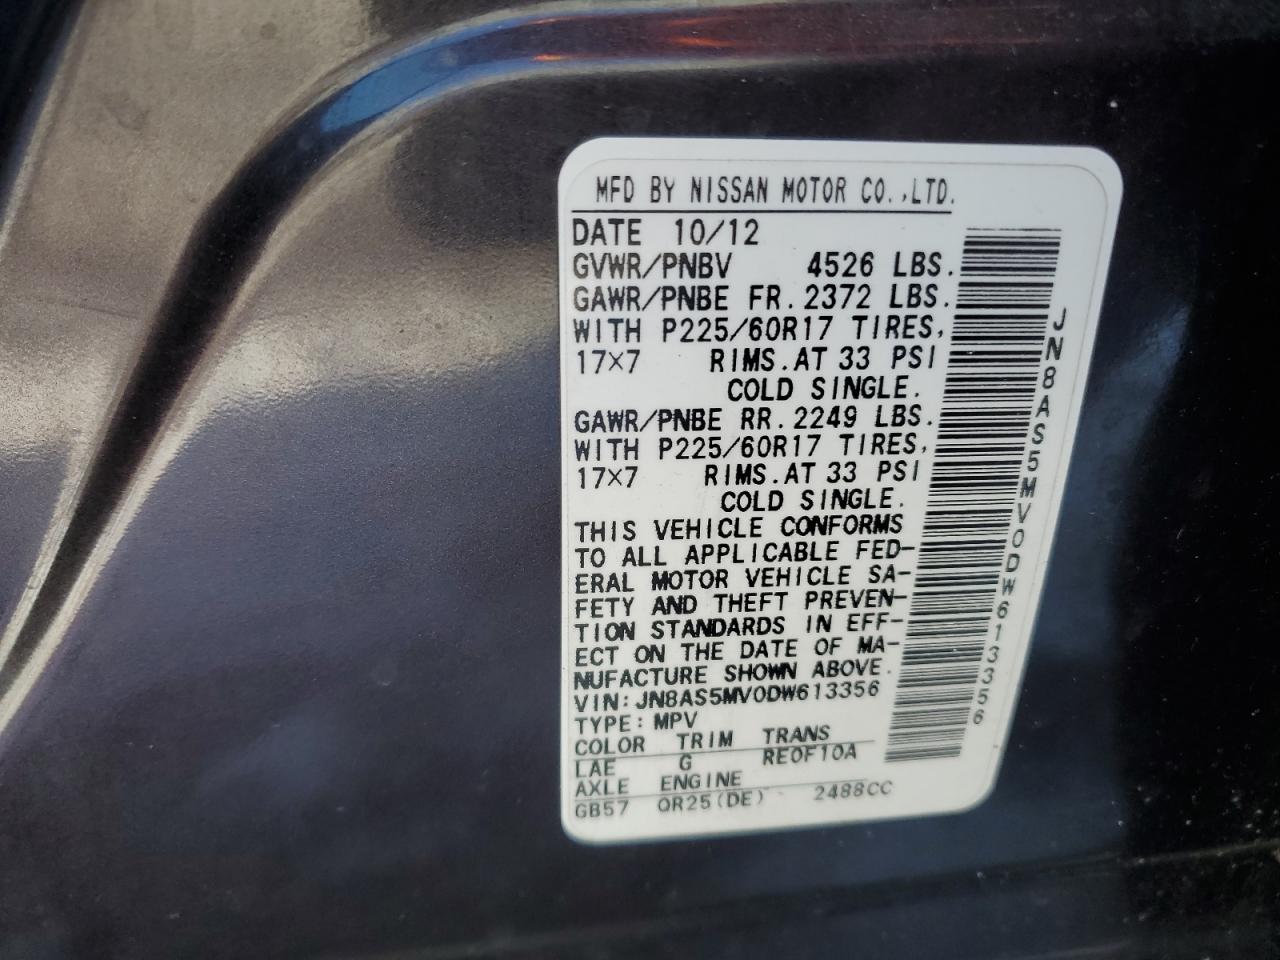 MFD BY NISSAN MOTOR CO.,LTD.
DATE 10/12
GVWR/PNBV 4526 LBS.
GAWR/PNBE FR. 2372 LBS.
WITH P225/60R17 TIRES,
17×7 RIMS. AT 33 PSI
COLD SINGLE.
GAWR/PNBE RR. 2249 LBS.
WITH P225/60R17 TIRES,
17×7 RIMS. AT 33 PSI
COLD SINGLE.
THIS VEHICLE CONFORMS
TO ALL APPLICABLE FED-
ERAL MOTOR VEHICLE SA-
FETY AND THEFT PREVEN-
TION STANDARDS IN EFF-
ECT ON THE DATE OF MA-
NUFACTURE SHOWN ABOVE.
VIN: JN8AS5MV0DW613356
TYPE: MPV
COLOR TRIM TRANS
LAE G RE0F10A
AXLE ENGINE
GB57 QR25(DE) 2488CC
JN8AS5MV0DW613356